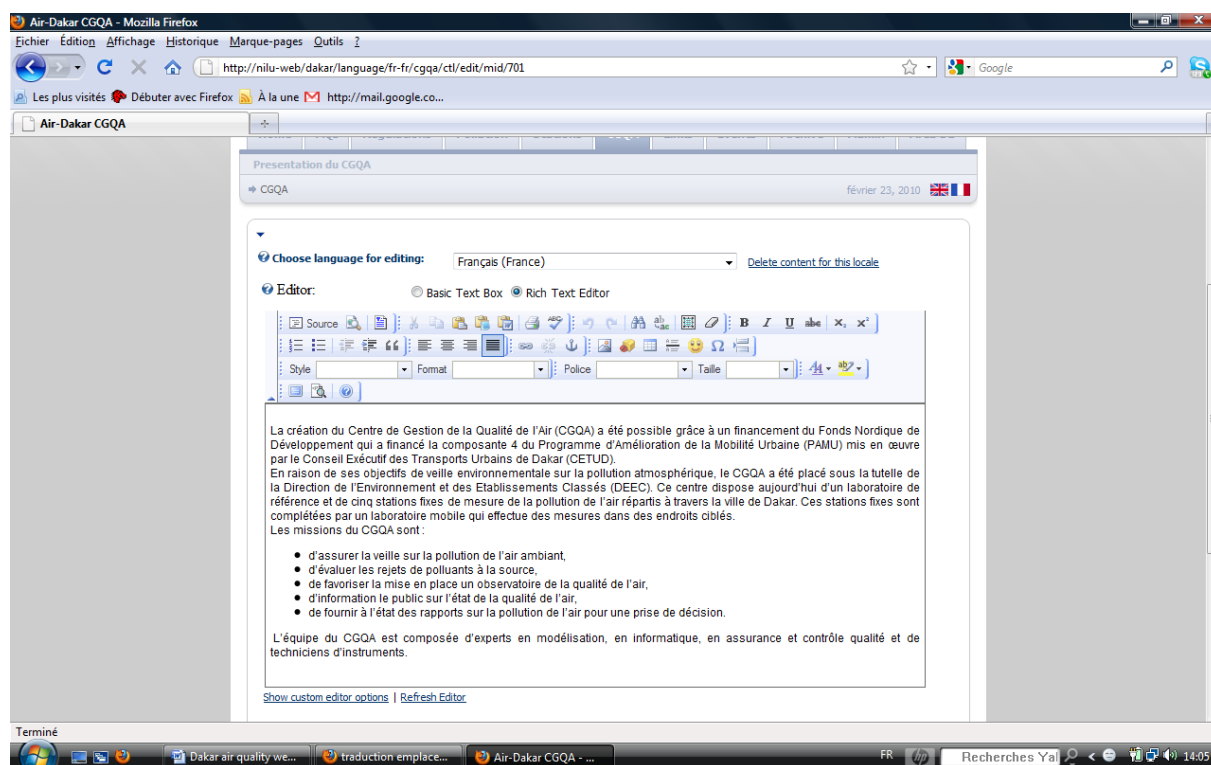 Air-Dakar CGQA - Mozilla Firefox
Fichier Édition Affichage Historique Marque-pages Outils ?
http://nilu-web/dakar/language/fr-fr/cgqa/ctl/edit/mid/701
Google
Les plus visités Débuter avec Firefox À la une http://mail.google.co...
Air-Dakar CGQA
Presentation du CGQA
CGQA février 23, 2010
Choose language for editing: Français (France) Delete content for this locale
Editor: Basic Text Box Rich Text Editor
Source B I U abc x₂ x²
Style Format Police Taille
La création du Centre de Gestion de la Qualité de l'Air (CGQA) a été possible grâce à un financement du Fonds Nordique de
Développement qui a financé la composante 4 du Programme d'Amélioration de la Mobilité Urbaine (PAMU) mis en œuvre
par le Conseil Exécutif des Transports Urbains de Dakar (CETUD).
En raison de ses objectifs de veille environnementale sur la pollution atmosphérique, le CGQA a été placé sous la tutelle de
la Direction de l'Environnement et des Etablissements Classés (DEEC). Ce centre dispose aujourd'hui d'un laboratoire de
référence et de cinq stations fixes de mesure de la pollution de l'air répartis à travers la ville de Dakar. Ces stations fixes sont
complétées par un laboratoire mobile qui effectue des mesures dans des endroits ciblés.
Les missions du CGQA sont :
• d'assurer la veille sur la pollution de l'air ambiant,
• d'évaluer les rejets de polluants à la source,
• de favoriser la mise en place un observatoire de la qualité de l'air,
• d'information le public sur l'état de la qualité de l'air,
• de fournir à l'état des rapports sur la pollution de l'air pour une prise de décision.
L'équipe du CGQA est composée d'experts en modélisation, en informatique, en assurance et contrôle qualité et de
techniciens d'instruments.
Show custom editor options | Refresh Editor
Terminé
Dakar air quality we... traduction emplace... Air-Dakar CGQA - ... FR hp Recherches Yal 14:05